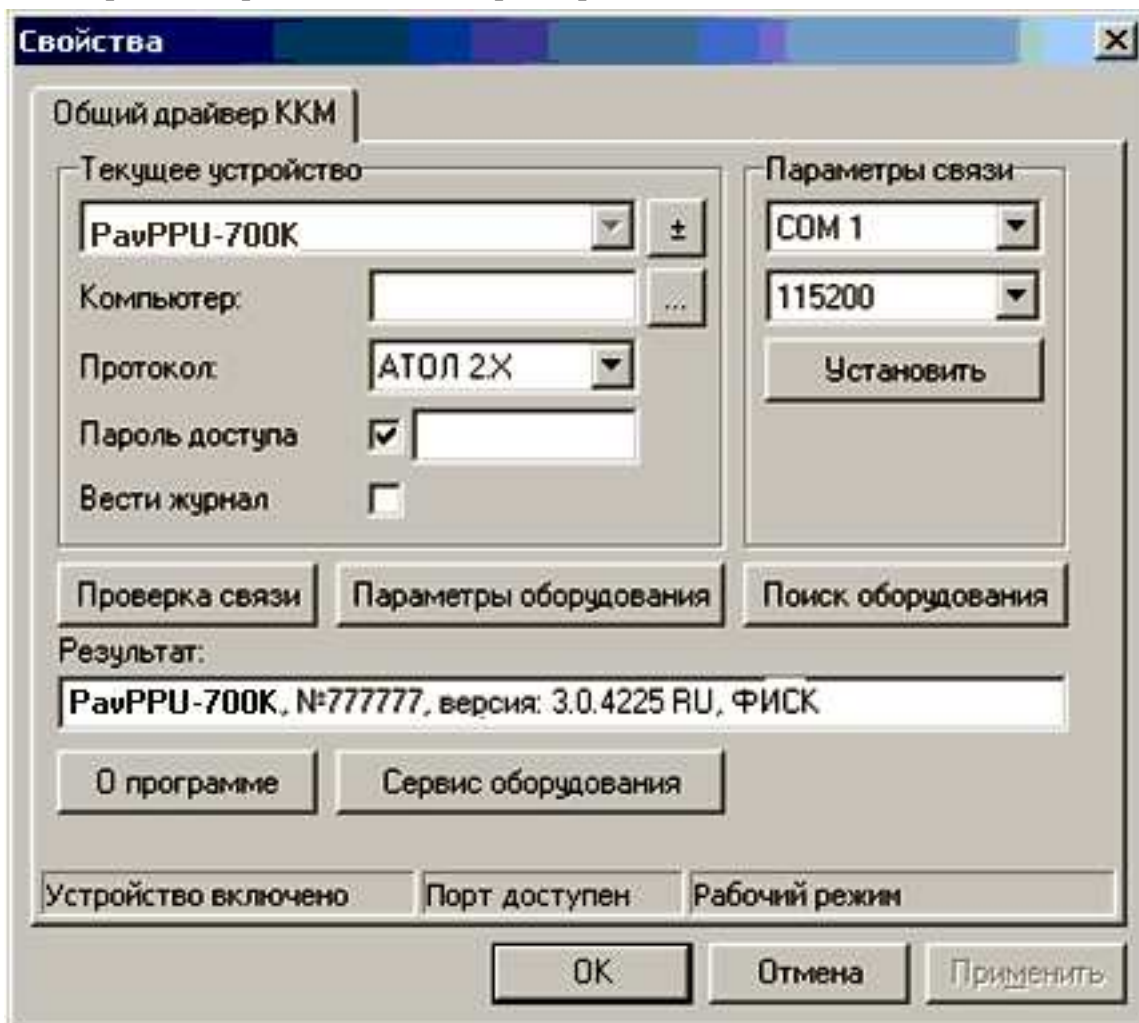 Свойства
Общий драйвер ККМ
Текущее устройство
Параметры связи
PavPPU-700K
±
COM 1
Компьютер:
...
115200
Протокол:
АТОЛ 2.X
Установить
Пароль доступа
Вести журнал
Проверка связи
Параметры оборудования
Поиск оборудования
Результат:
PavPPU-700K, №777777, версия: 3.0.4225 RU, ФИСК
О программе
Сервис оборудования
Устройство включено
Порт доступен
Рабочий режим
OK
Отмена
Применить